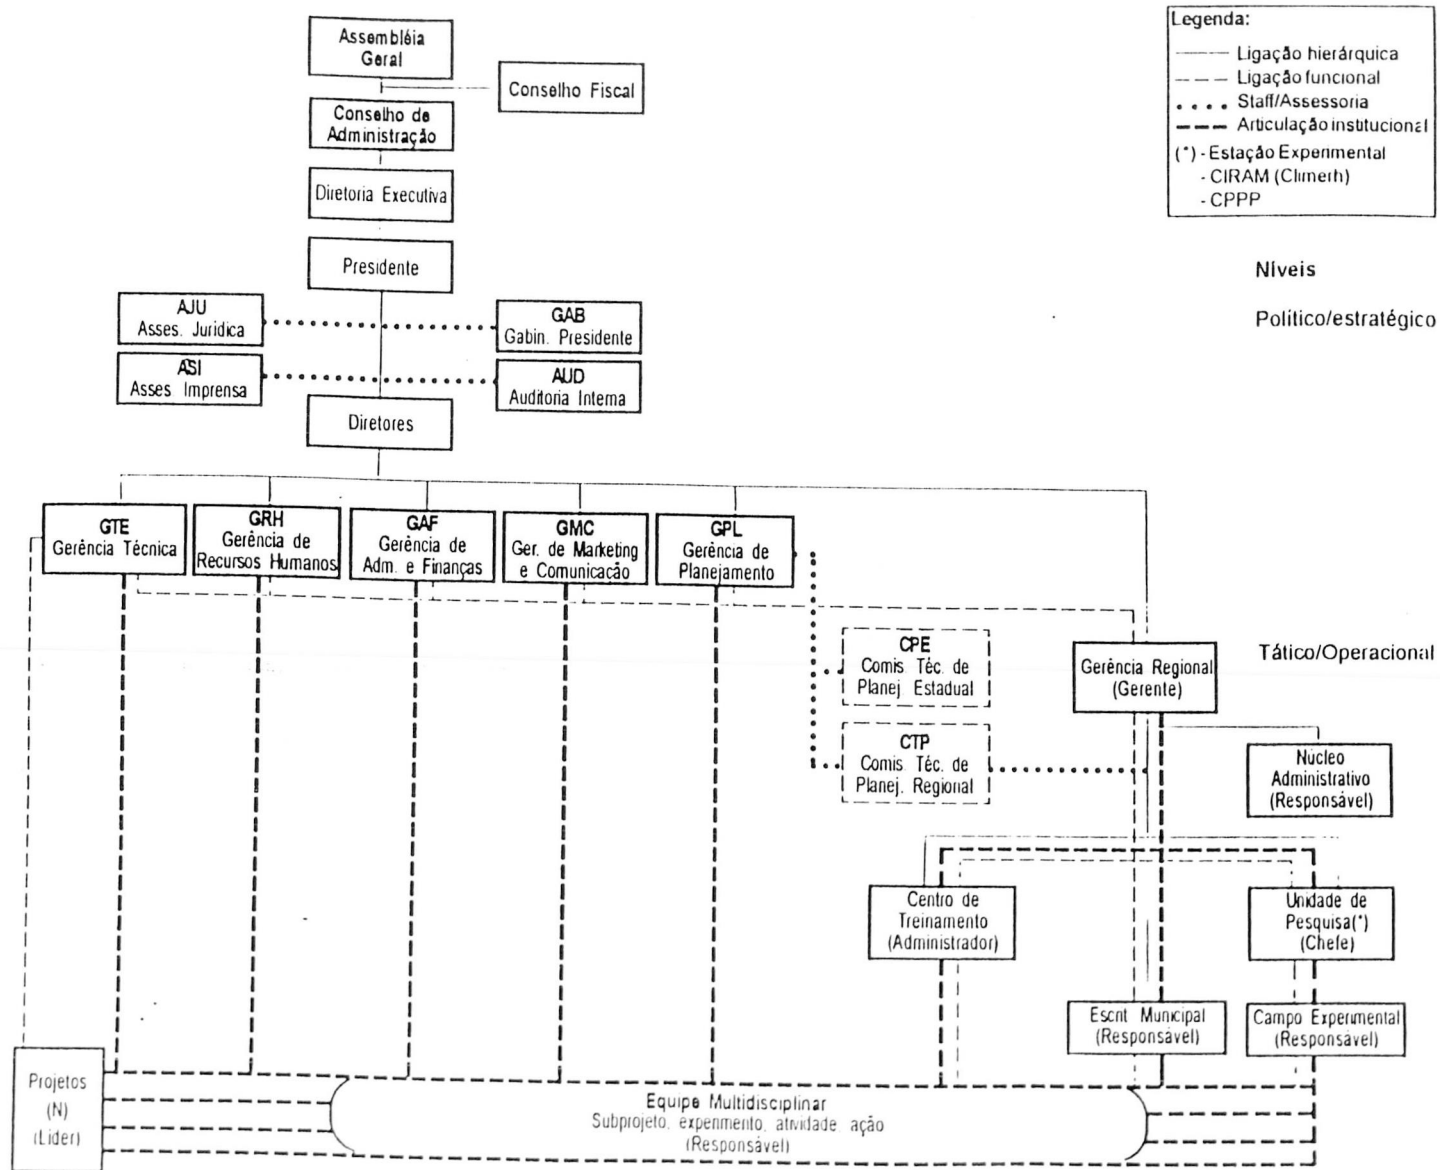 Assembléia
Geral
Conselho Fiscal
Conselho de
Administração
Diretoria Executiva
Presidente
AJU
Asses. Jurídica
GAB
Gabin. Presidente
ASI
Asses. Imprensa
AUD
Auditoria Interna
Diretores
Legenda:
Ligação hierárquica
Ligação funcional
Staff/Assessoria
Articulação institucional
(*) - Estação Experimental
- CIRAM (Climerh)
- CPPP
Níveis
Político/estratégico
GTE
Gerência Técnica
GRH
Gerência de
Recursos Humanos
GAF
Gerência de
Adm. e Finanças
GMC
Ger. de Marketing
e Comunicação
GPL
Gerência de
Planejamento
CPE
Comis. Téc. de
Planej. Estadual
CTP
Comis. Téc. de
Planej. Regional
Gerência Regional
(Gerente)
Tático/Operacional
Núcleo
Administrativo
(Responsável)
Centro de
Treinamento
(Administrador)
Unidade de
Pesquisa(*)
(Chefe)
Escrit. Municipal
(Responsável)
Campo Experimental
(Responsável)
Projetos
(N)
(Líder)
Equipe Multidisciplinar
Subprojeto, experimento, atividade, ação
(Responsável)